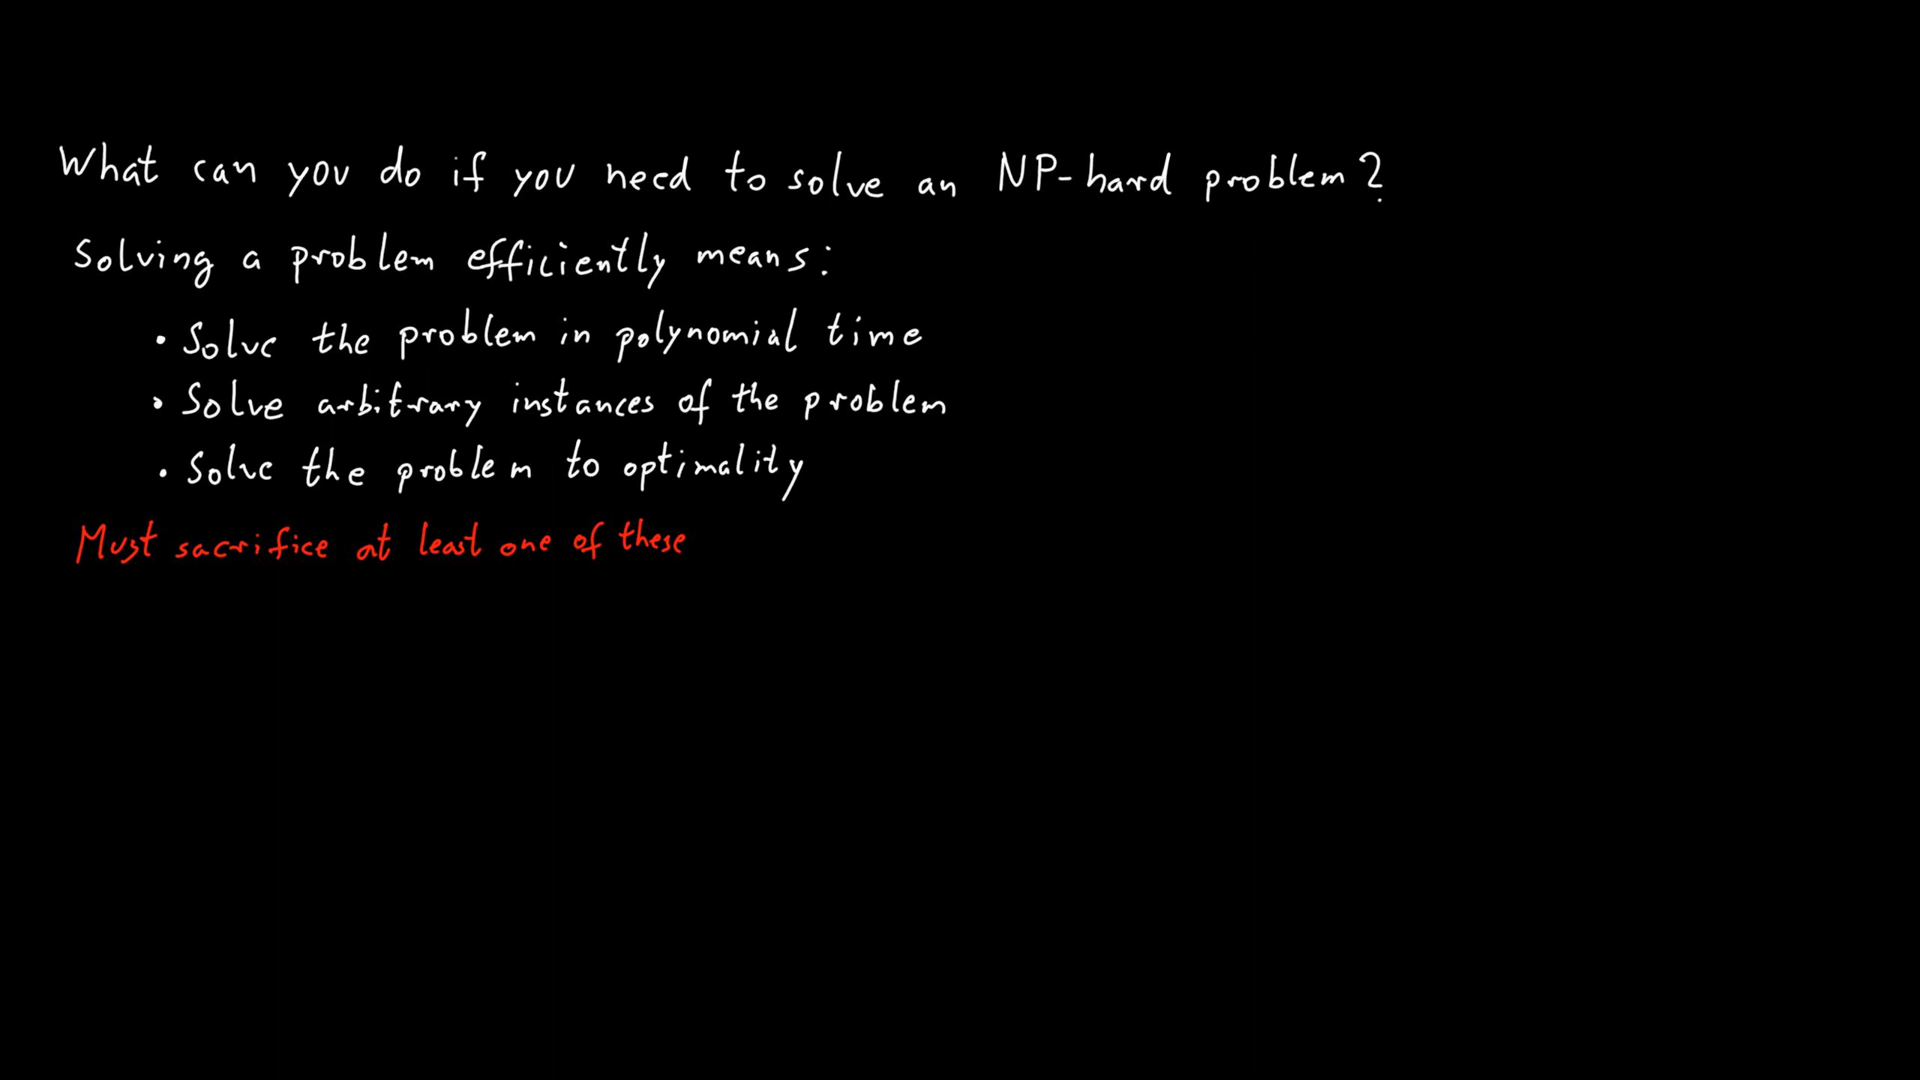 What can you do if you need to solve an NP-hard problem?
Solving a problem efficiently means:
• Solve the problem in polynomial time
• Solve arbitrary instances of the problem
• Solve the problem to optimality
Must sacrifice at least one of these